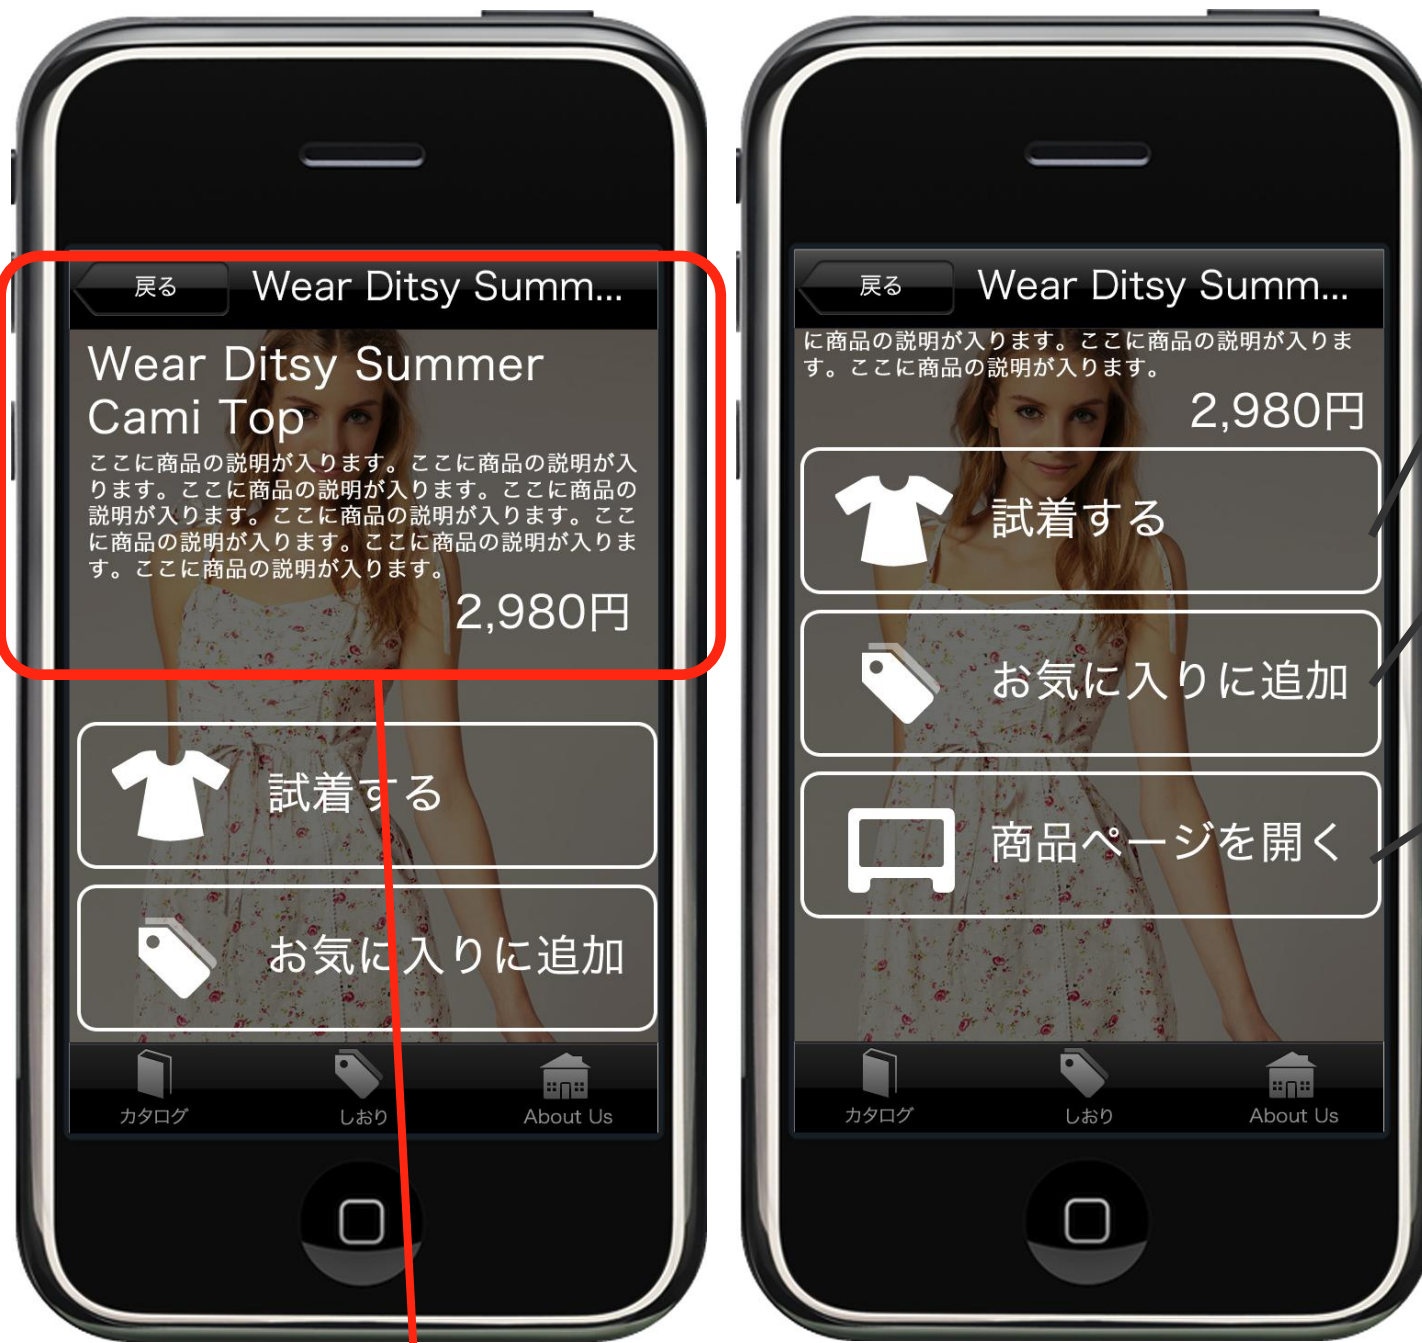 戻る
Wear Ditsy Summ...
Wear Ditsy Summer
Cami Top
ここに商品の説明が入ります。ここに商品の説明が入
ります。ここに商品の説明が入ります。ここに商品の
説明が入ります。ここに商品の説明が入ります。ここ
に商品の説明が入ります。ここに商品の説明が入りま
す。ここに商品の説明が入ります。
2,980円
試着する
お気に入りに追加
カタログ
しおり
About Us
戻る
Wear Ditsy Summ...
に商品の説明が入ります。ここに商品の説明が入りま
す。ここに商品の説明が入ります。
2,980円
試着する
お気に入りに追加
商品ページを開く
カタログ
しおり
About Us